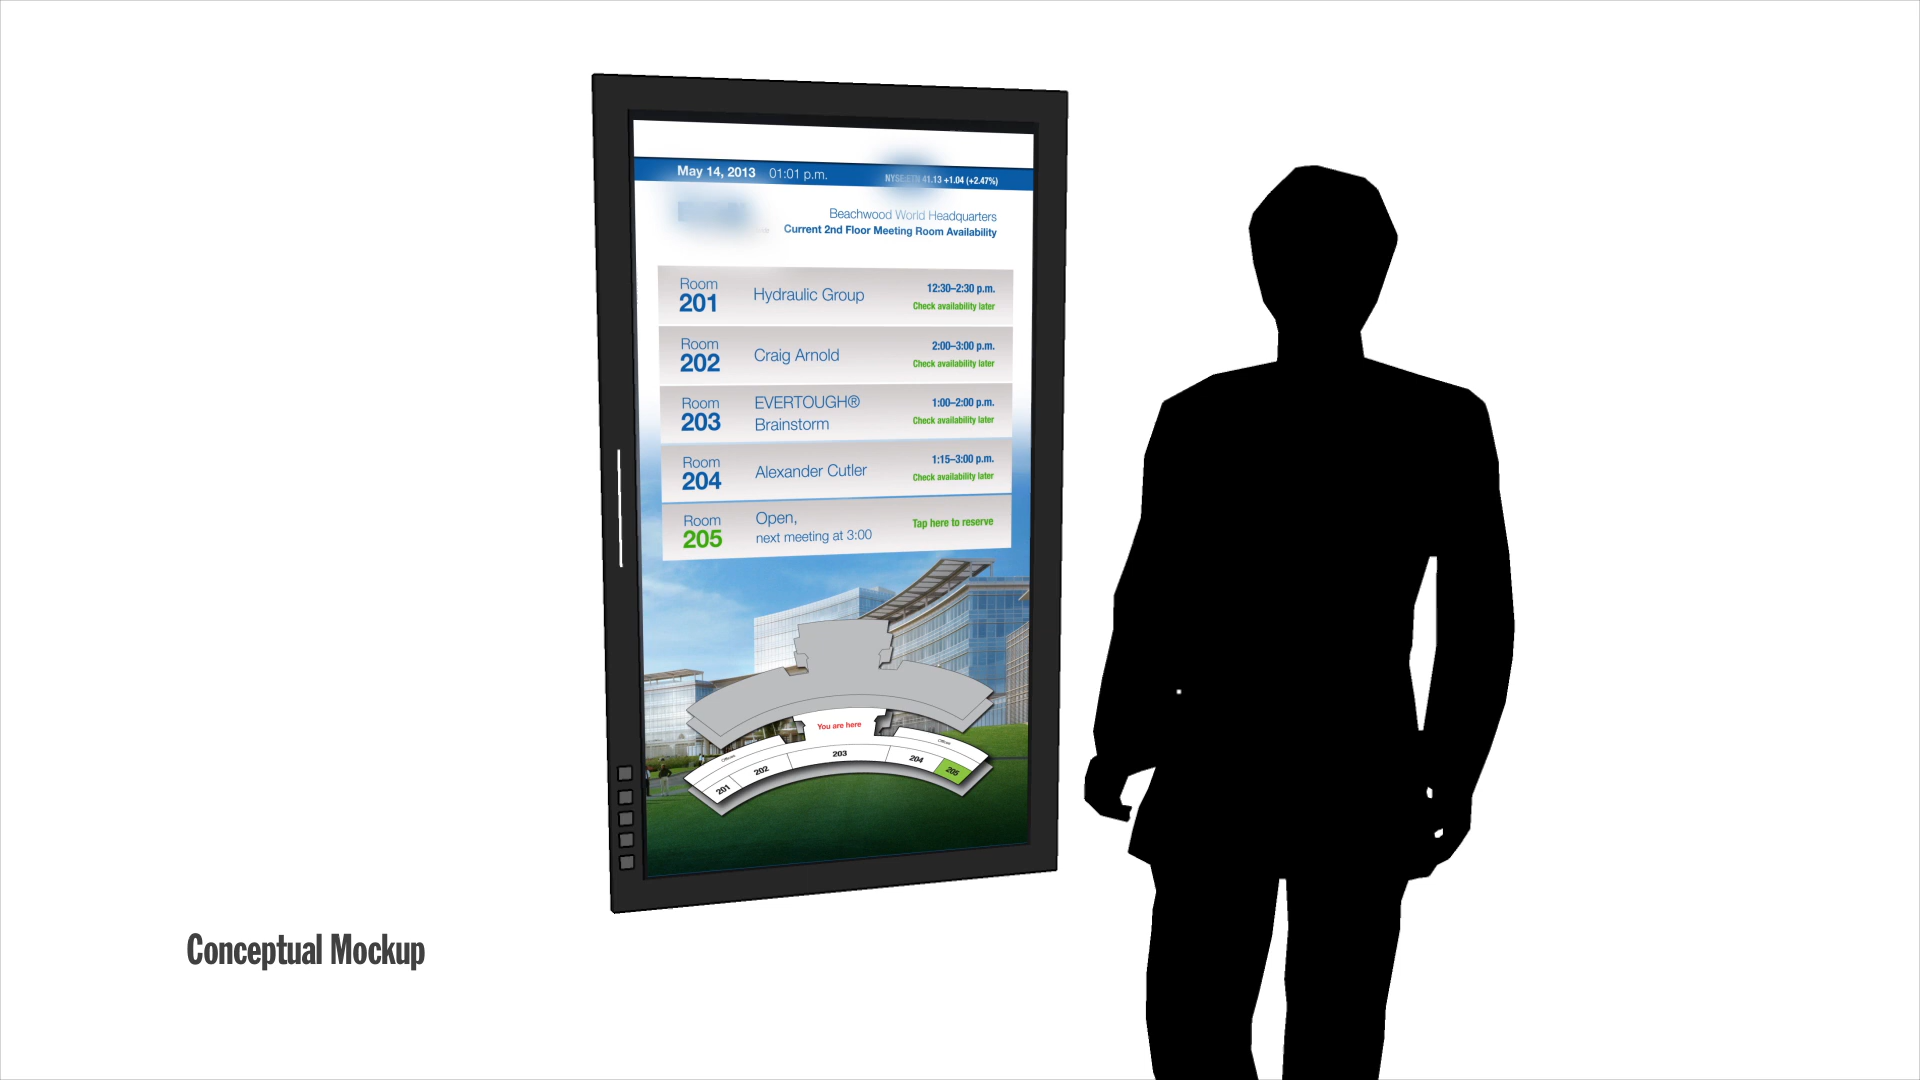 May 14, 2013 01:01 p.m. NYSE:ETN 41.13 +1.04 (+2.47%)
Beachwood World Headquarters
Current 2nd Floor Meeting Room Availability
Room 201 Hydraulic Group 12:30–2:30 p.m.
Check availability later
Room 202 Craig Arnold 2:00–3:00 p.m.
Check availability later
Room 203 EVERTOUGH® Brainstorm 1:00–2:00 p.m.
Check availability later
Room 204 Alexander Cutler 1:15–3:00 p.m.
Check availability later
Room 205 Open, next meeting at 3:00 Tap here to reserve
You are here
Offices
Offices
201
202
203
204
205
Conceptual Mockup